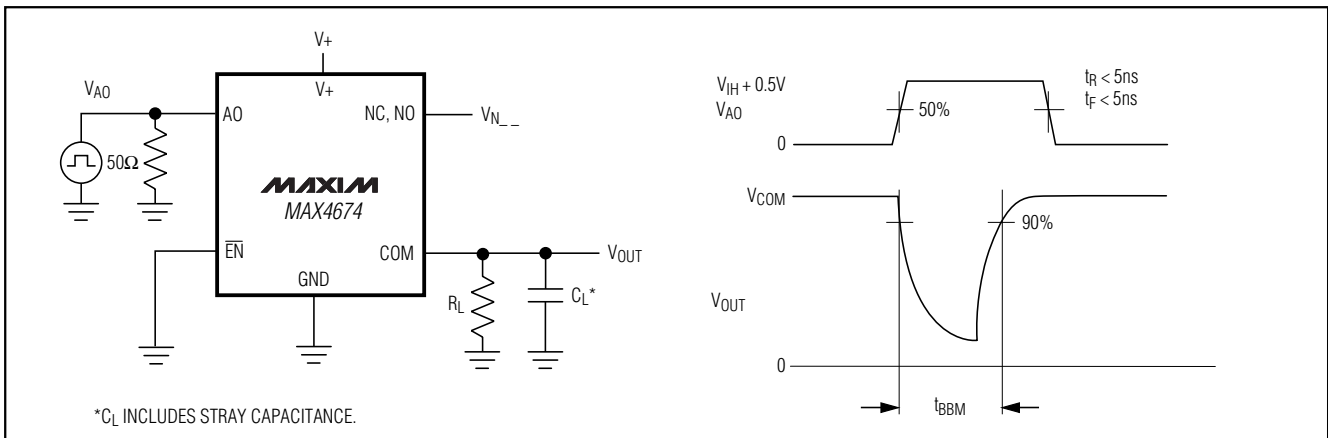 V+
V+
VAO
AO
NC, NO
VN_ _
50Ω
MAXIM
MAX4674
EN
COM
VOUT
GND
RL
CL*
*CL INCLUDES STRAY CAPACITANCE.
VIH + 0.5V
VAO
0
50%
tR < 5ns
tF < 5ns
VCOM
90%
VOUT
0
tBBM